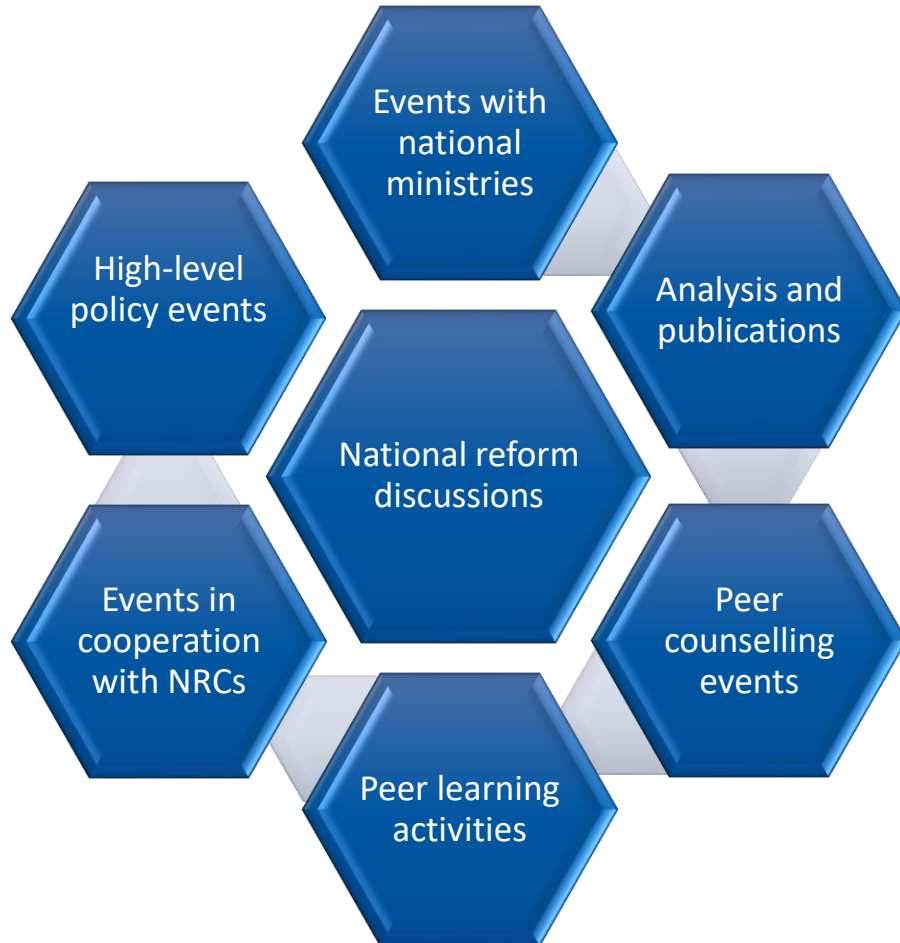 Events with
national
ministries
High-level
policy events
Analysis and
publications
National reform
discussions
Events in
cooperation
with NRCs
Peer
counselling
events
Peer learning
activities